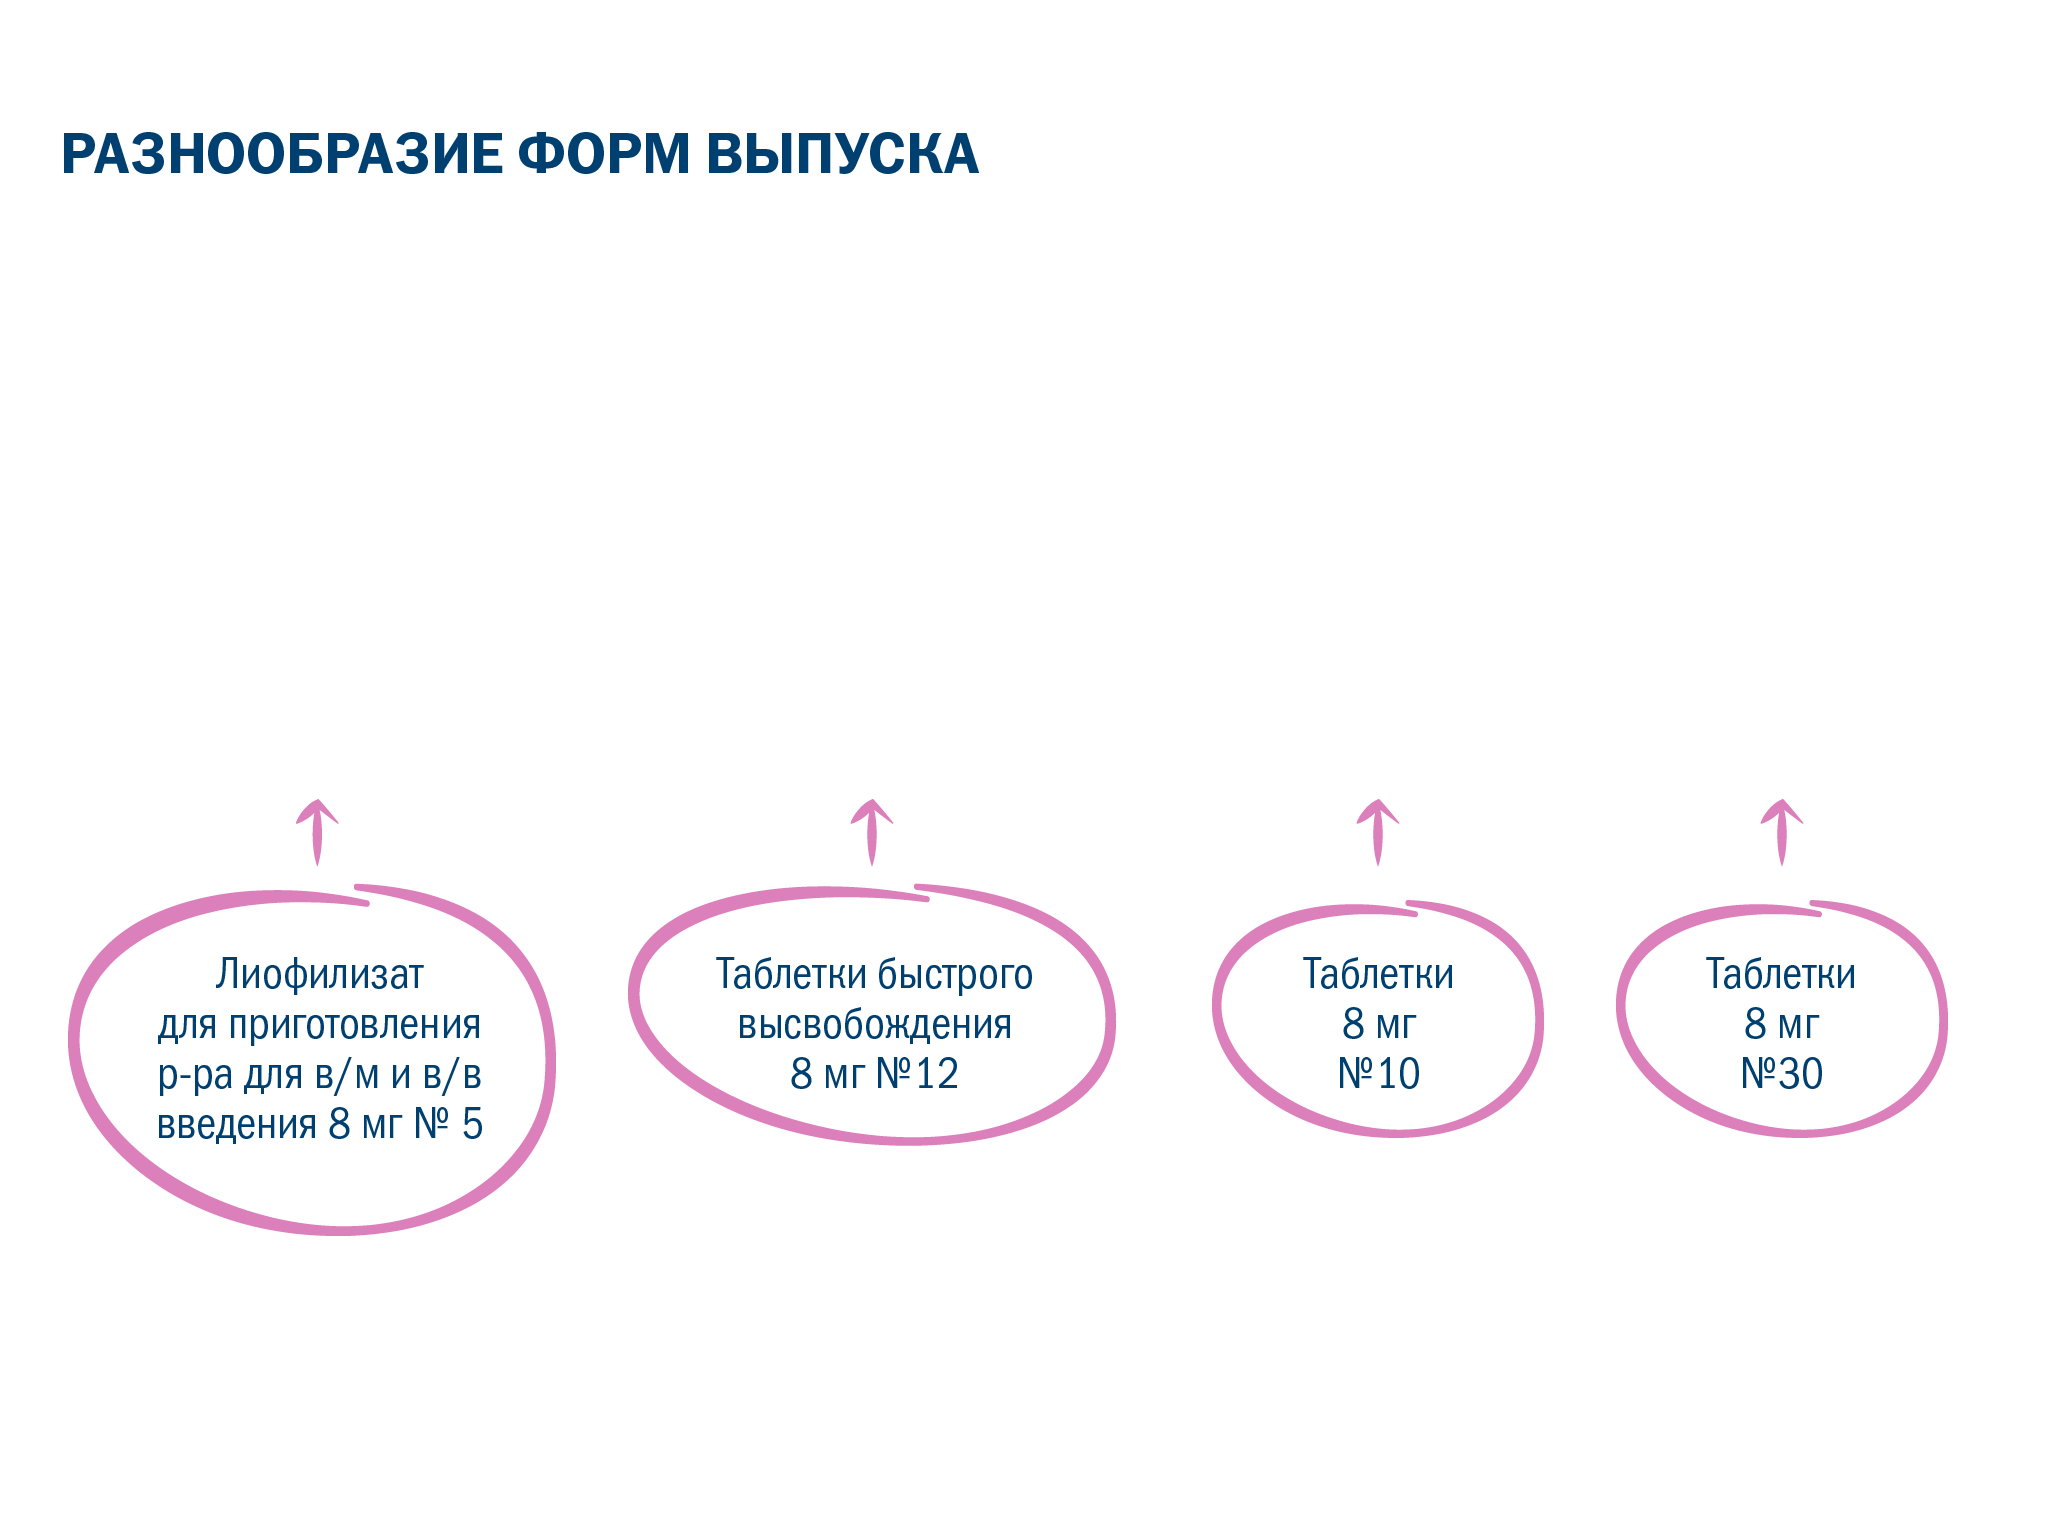 РАЗНООБРАЗИЕ ФОРМ ВЫПУСКА
Лиофилизат
для приготовления
р-ра для в/м и в/в
введения 8 мг № 5
Таблетки быстрого
высвобождения
8 мг №12
Таблетки
8 мг
№10
Таблетки
8 мг
№30